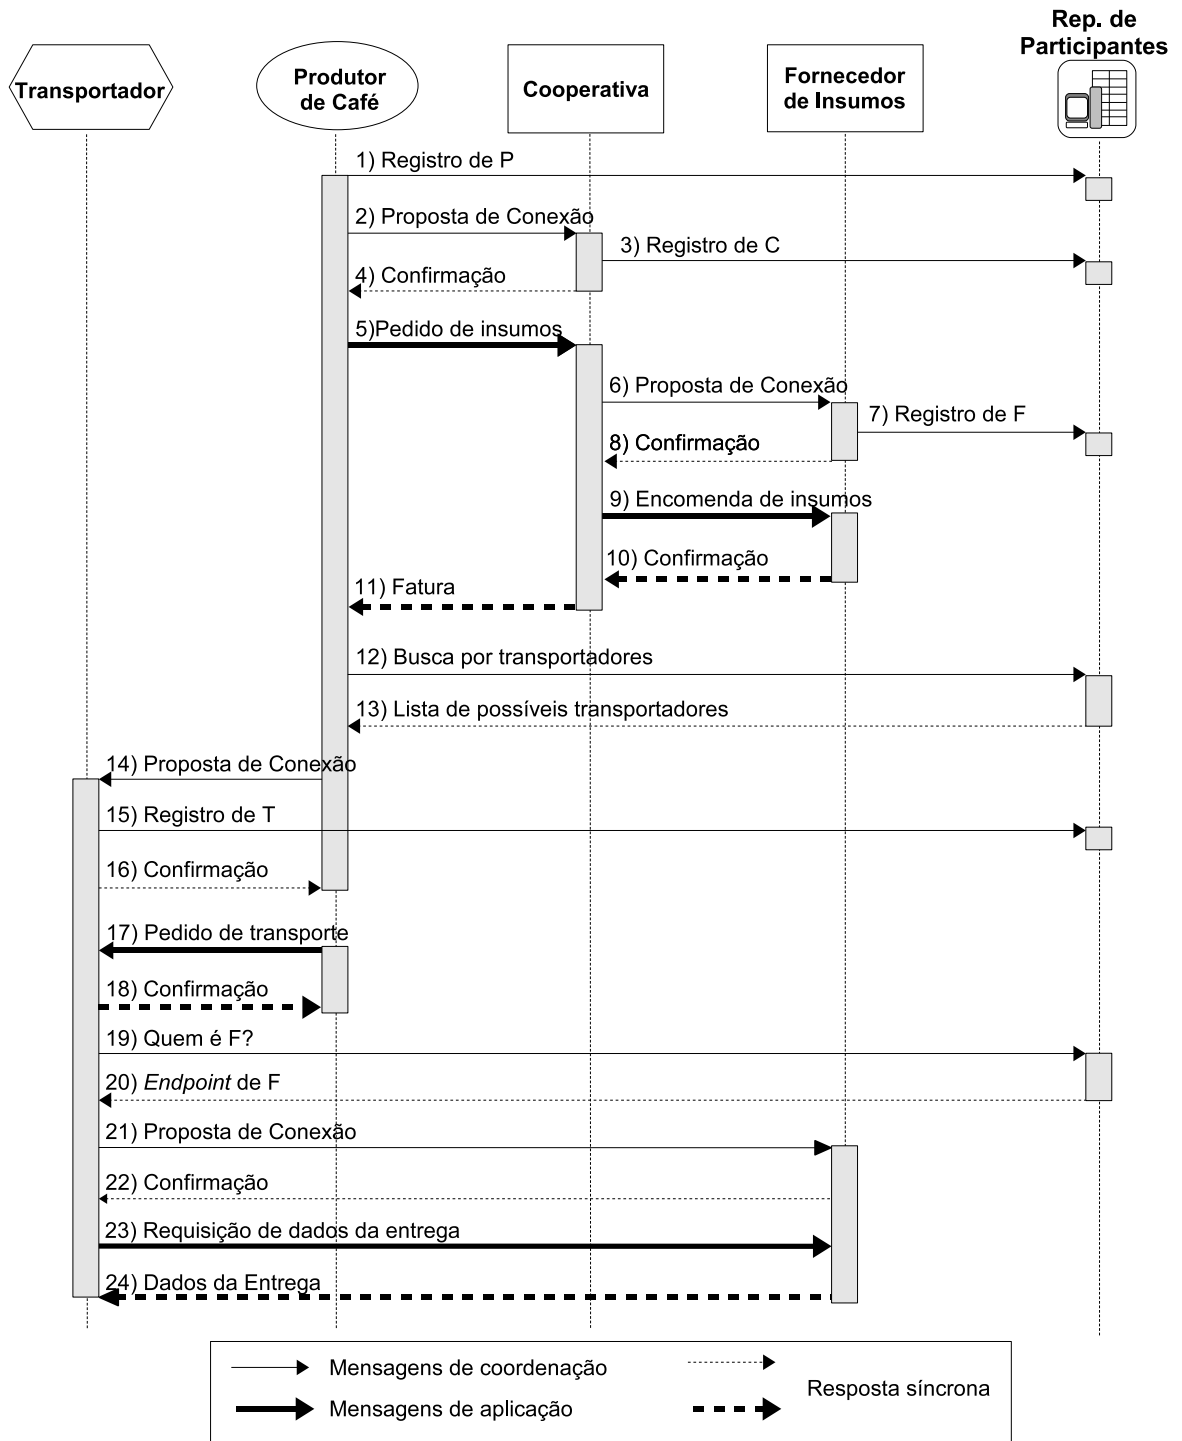 Rep. de
Participantes
Transportador
Produtor
de Café
Cooperativa
Fornecedor
de Insumos
1) Registro de P
2) Proposta de Conexão
3) Registro de C
4) Confirmação
5)Pedido de insumos
6) Proposta de Conexão
7) Registro de F
8) Confirmação
9) Encomenda de insumos
10) Confirmação
11) Fatura
12) Busca por transportadores
13) Lista de possíveis transportadores
14) Proposta de Conexão
15) Registro de T
16) Confirmação
17) Pedido de transporte
18) Confirmação
19) Quem é F?
20) Endpoint de F
21) Proposta de Conexão
22) Confirmação
23) Requisição de dados da entrega
24) Dados da Entrega
Mensagens de coordenação
Mensagens de aplicação
Resposta síncrona